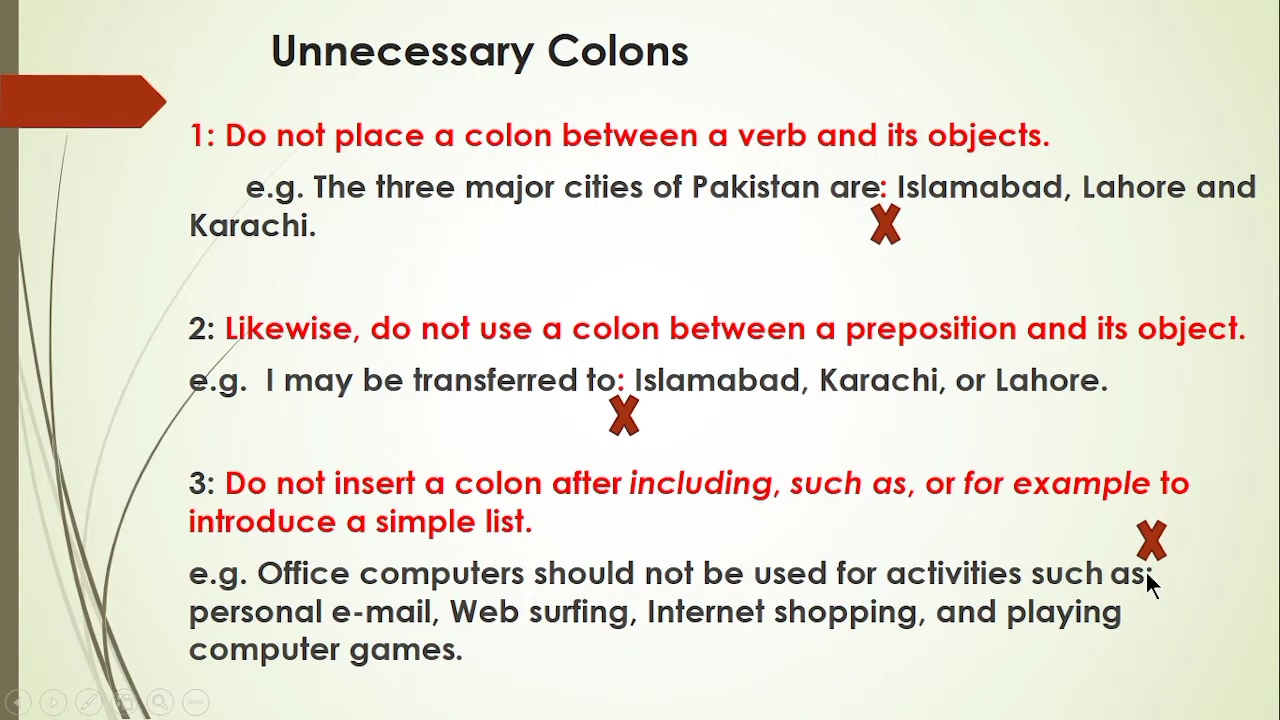 Unnecessary Colons
1: Do not place a colon between a verb and its objects.
e.g. The three major cities of Pakistan are: Islamabad, Lahore and
Karachi.
2: Likewise, do not use a colon between a preposition and its object.
e.g. I may be transferred to: Islamabad, Karachi, or Lahore.
3: Do not insert a colon after including, such as, or for example to
introduce a simple list.
e.g. Office computers should not be used for activities such as:
personal e-mail, Web surfing, Internet shopping, and playing
computer games.